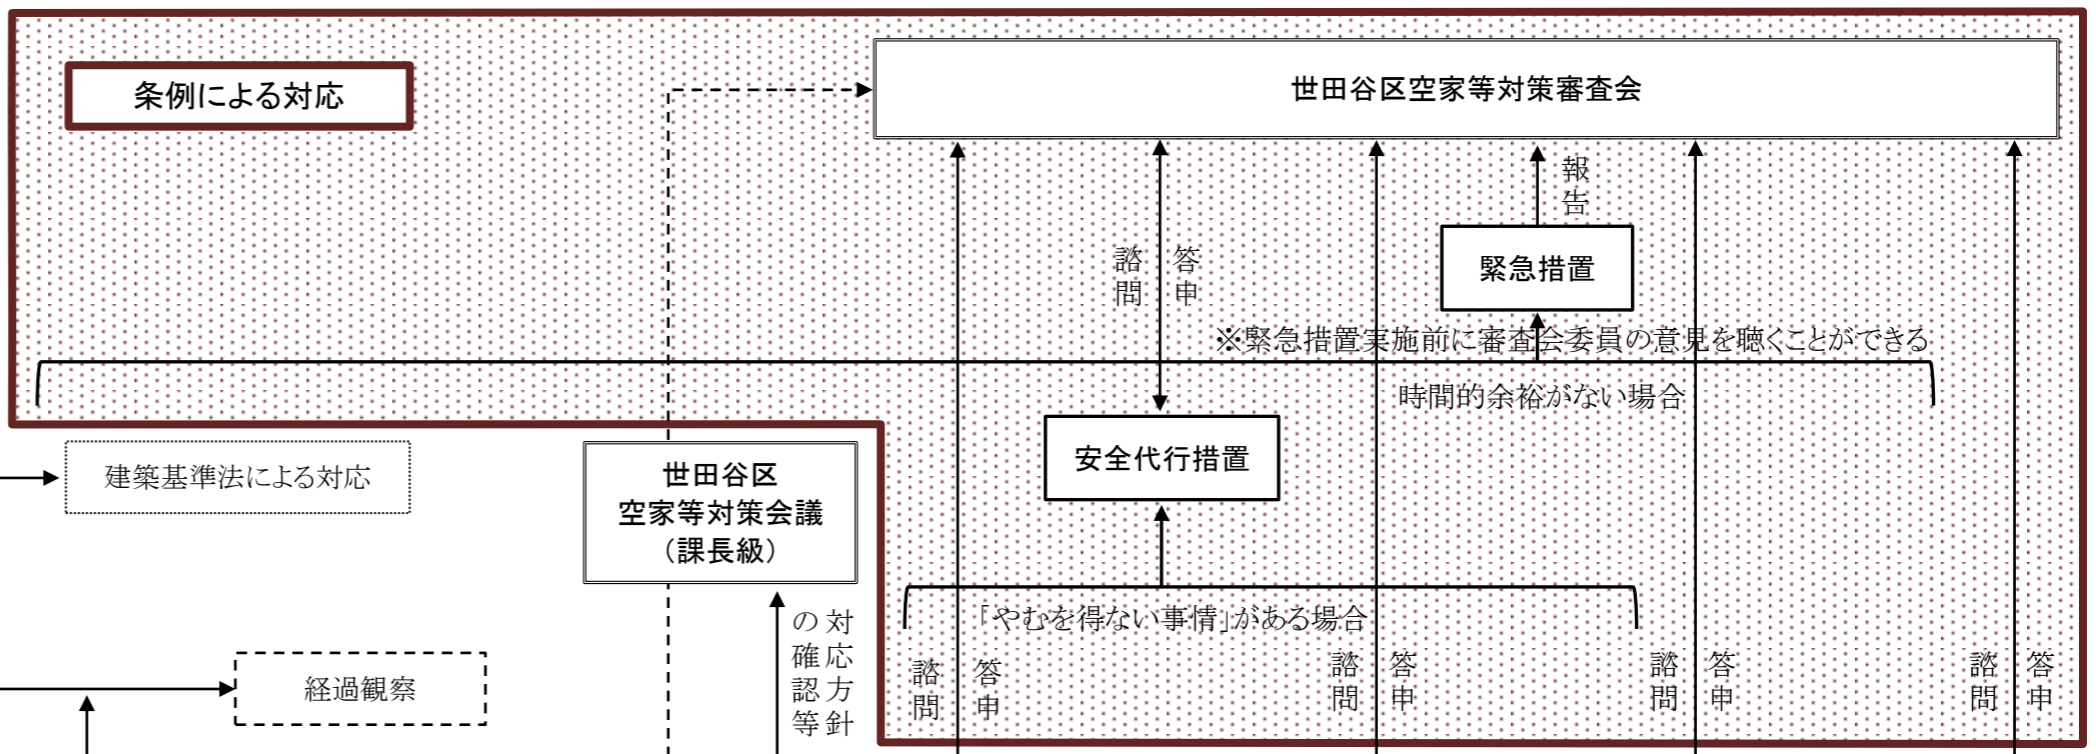 条例による対応
世田谷区空家等対策審査会
報告
諮問
答申
緊急措置
※緊急措置実施前に審査会委員の意見を聴くことができる
時間的余裕がない場合
安全代行措置
建築基準法による対応
世田谷区
空家等対策会議
（課長級）
「やむを得ない事情」がある場合
対応方針
の確認等
経過観察
諮問
答申
諮問
答申
諮問
答申
諮問
答申